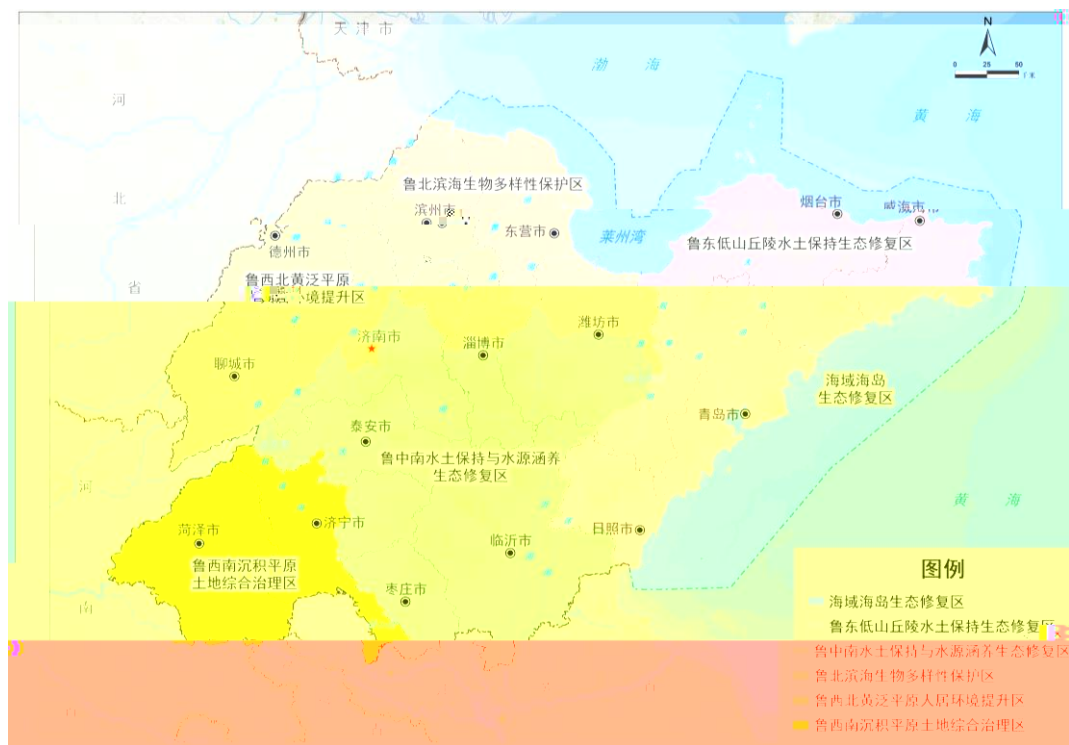 天津市
N
0 25 50
千米
渤海
黄海
河
北
省
鲁北滨海生物多样性保护区
滨州市
东营市
莱州湾
烟台市
威海市
鲁东低山丘陵水土保持生态修复区
德州市
鲁西北黄泛平原
环境提升区
济南市
淄博市
潍坊市
聊城市
海域海岛
生态修复区
青岛市
泰安市
鲁中南水土保持与水源涵养
生态修复区
河
黄海
菏泽市
济宁市
临沂市
日照市
鲁西南沉积平原
土地综合治理区
枣庄市
南
图例
海域海岛生态修复区
鲁东低山丘陵水土保持生态修复区
鲁中南水土保持与水源涵养生态修复区
鲁北滨海生物多样性保护区
鲁西北黄泛平原人居环境提升区
鲁西南沉积平原土地综合治理区